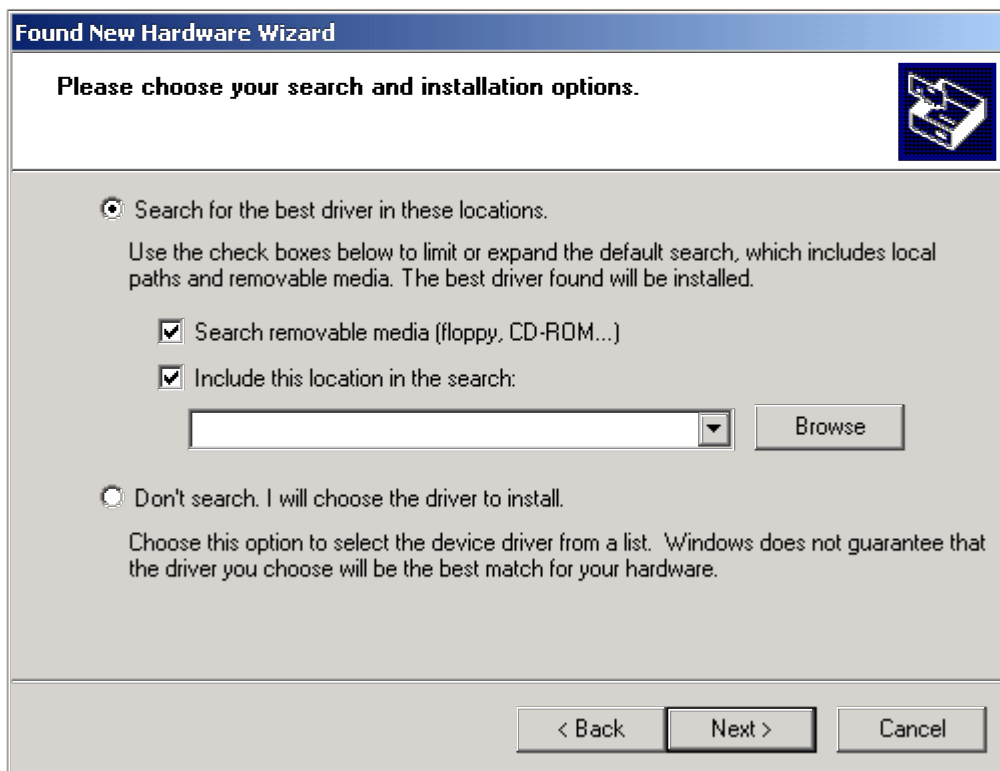 Found New Hardware Wizard
Please choose your search and installation options.
Search for the best driver in these locations.
Use the check boxes below to limit or expand the default search, which includes local
paths and removable media. The best driver found will be installed.
Search removable media (floppy, CD-ROM...)
Include this location in the search:
Browse
Don't search. I will choose the driver to install.
Choose this option to select the device driver from a list.  Windows does not guarantee that
the driver you choose will be the best match for your hardware.
< Back Next > Cancel